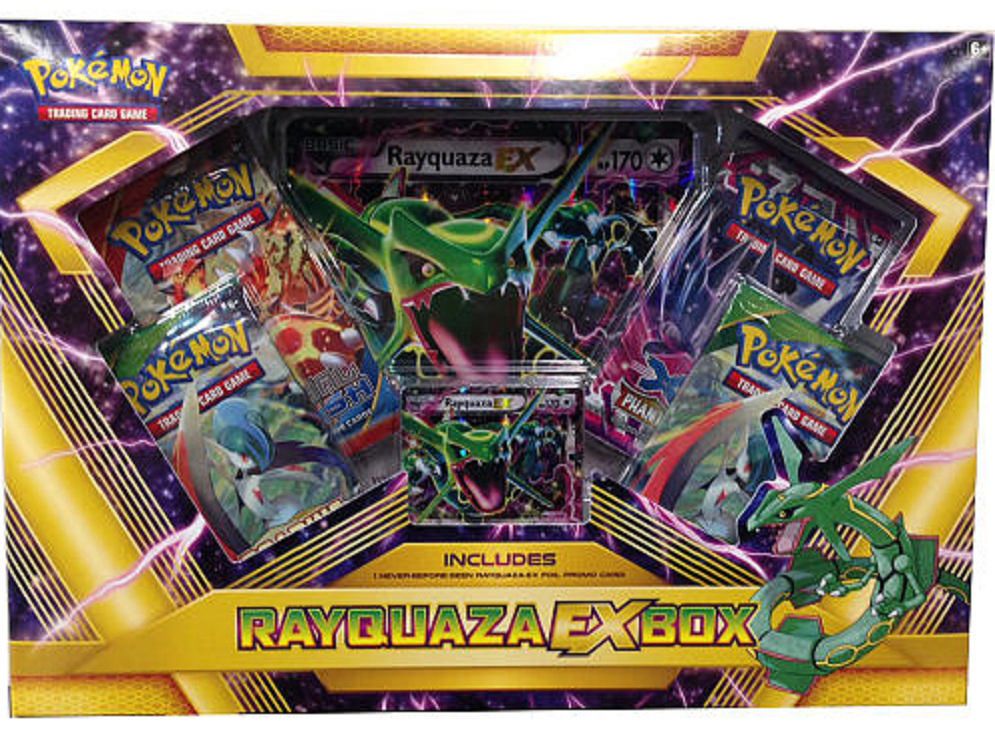 POKéMON
TRADING CARD GAME
6+
BASIC
Rayquaza EX
170
POKéMON
TRADING CARD GAME
POKéMON
CARD GAME
POKéMON
CARD GAME
POKéMON
TRADING CARD GAME
PHAN
Rayquaza EX
170
INCLUDES
1 NEVER-BEFORE-SEEN RAYQUAZA-EX FOIL PROMO CARD!
RAYQUAZA EX BOX